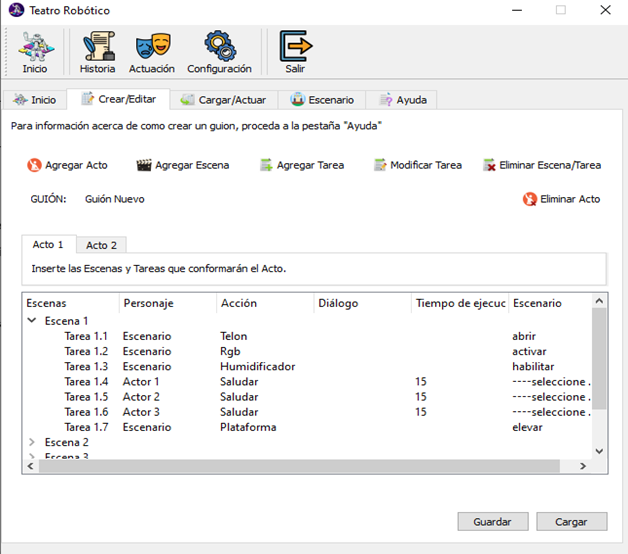 Teatro Robótico
Inicio Historia Actuación Configuración Salir
Inicio Crear/Editar Cargar/Actuar Escenario Ayuda
Para información acerca de como crear un guion, proceda a la pestaña "Ayuda"
Agregar Acto Agregar Escena Agregar Tarea Modificar Tarea Eliminar Escena/Tarea
GUIÓN: Guión Nuevo Eliminar Acto
Acto 1 Acto 2
Inserte las Escenas y Tareas que conformarán el Acto.
Escenas Personaje Acción Diálogo Tiempo de ejecuc Escenario
Escena 1
Tarea 1.1 Escenario Telon abrir
Tarea 1.2 Escenario Rgb activar
Tarea 1.3 Escenario Humidificador habilitar
Tarea 1.4 Actor 1 Saludar 15 ----seleccione .
Tarea 1.5 Actor 2 Saludar 15 ----seleccione .
Tarea 1.6 Actor 3 Saludar 15 ----seleccione .
Tarea 1.7 Escenario Plataforma elevar
Escena 2
Escena 3
Guardar Cargar